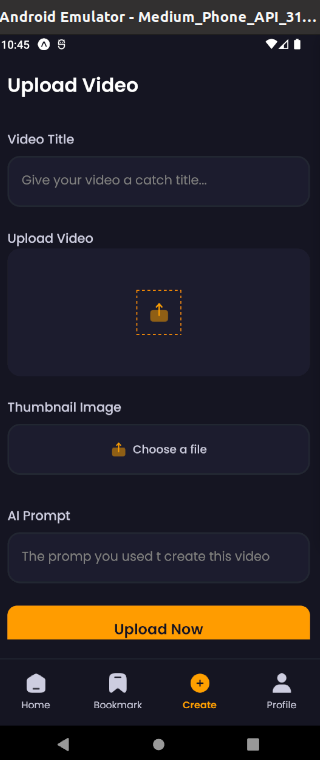 Android Emulator - Medium_Phone_API_31...
10:45
Upload Video
Video Title
Give your video a catch title...
Upload Video
Thumbnail Image
Choose a file
AI Prompt
The promp you used t create this video
Upload Now
Home Bookmark Create Profile